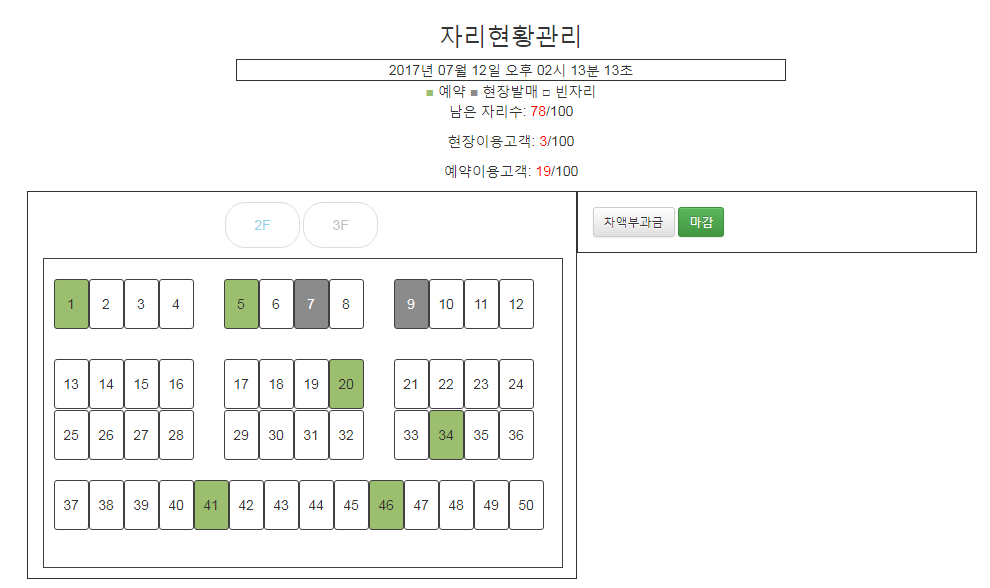 자리현황관리
2017년 07월 12일 오후 02시 13분 13초
예약 현장발매 빈자리
남은 자리수: 78/100
현장이용고객: 3/100
예약이용고객: 19/100
2F 3F
차액부과금 마감
1 2 3 4 5 6 7 8 9 10 11 12
13 14 15 16 17 18 19 20 21 22 23 24
25 26 27 28 29 30 31 32 33 34 35 36
37 38 39 40 41 42 43 44 45 46 47 48 49 50